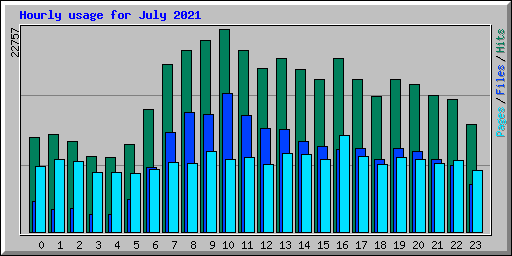 Hourly usage for July 2021
22757
Pages / Files / Hits
0 1 2 3 4 5 6 7 8 9 10 11 12 13 14 15 16 17 18 19 20 21 22 23